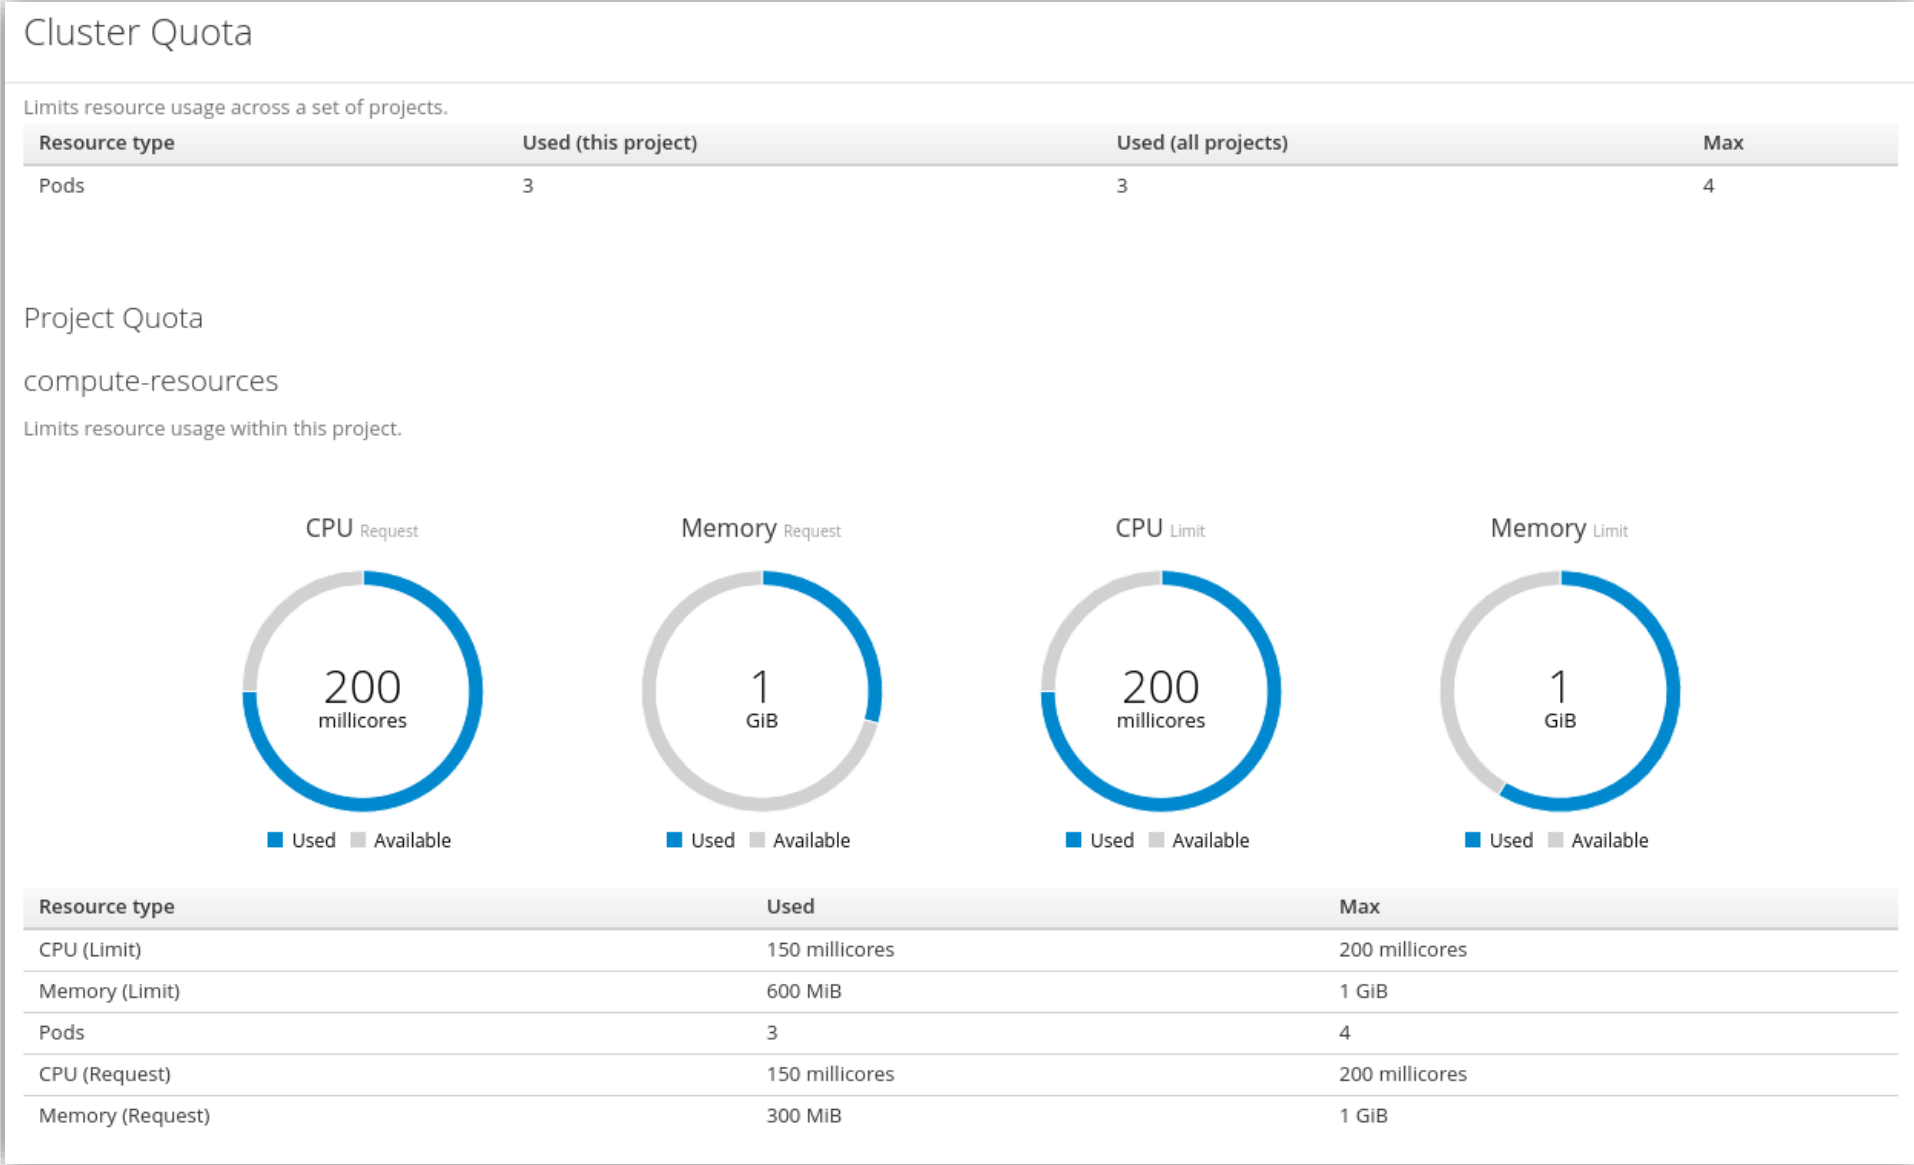 Cluster Quota
Limits resource usage across a set of projects.
Resource type Used (this project) Used (all projects) Max
Pods 3 3 4
Project Quota
compute-resources
Limits resource usage within this project.
CPU Request Memory Request CPU Limit Memory Limit
200 1 200 1
millicores GiB millicores GiB
Used Available Used Available Used Available Used Available
Resource type Used Max
CPU (Limit) 150 millicores 200 millicores
Memory (Limit) 600 MiB 1 GiB
Pods 3 4
CPU (Request) 150 millicores 200 millicores
Memory (Request) 300 MiB 1 GiB